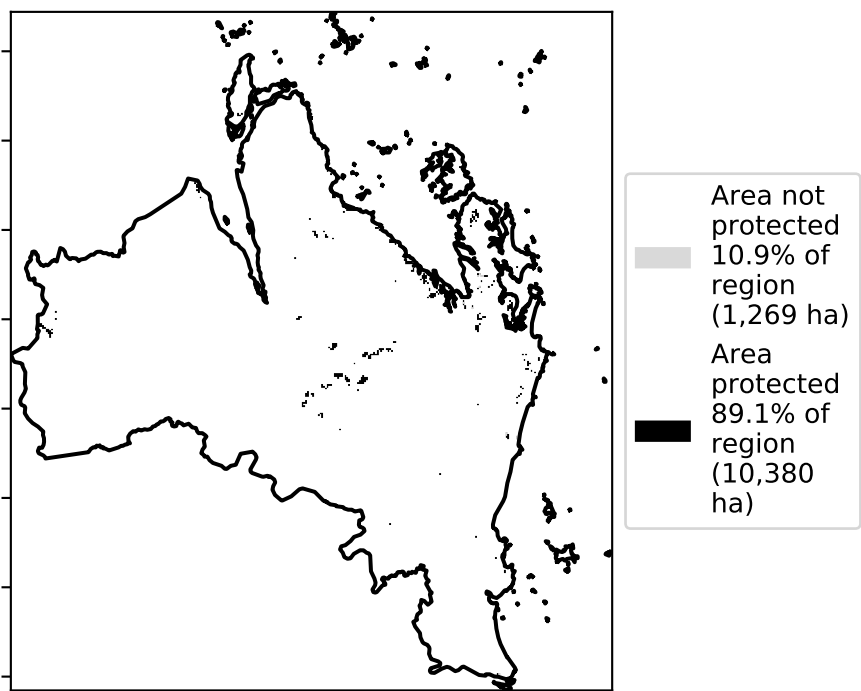 Area not
protected
10.9% of
region
(1,269 ha)
Area
protected
89.1% of
region
(10,380
ha)